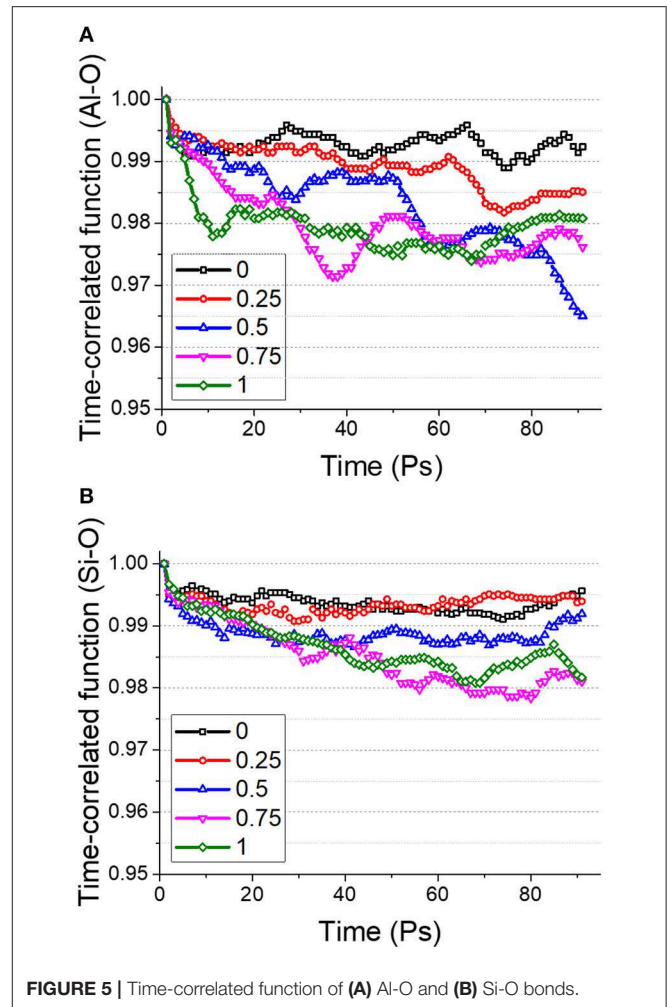 A
Time-correlated function (Al-O)
1.00
0.99
0.98
0.97
0.96
0.95
0
0.25
0.5
0.75
1
0 20 40 60 80
Time (Ps)
B
Time-correlated function (Si-O)
1.00
0.99
0.98
0.97
0.96
0.95
0
0.25
0.5
0.75
1
0 20 40 60 80
Time (Ps)
FIGURE 5 | Time-correlated function of (A) Al-O and (B) Si-O bonds.